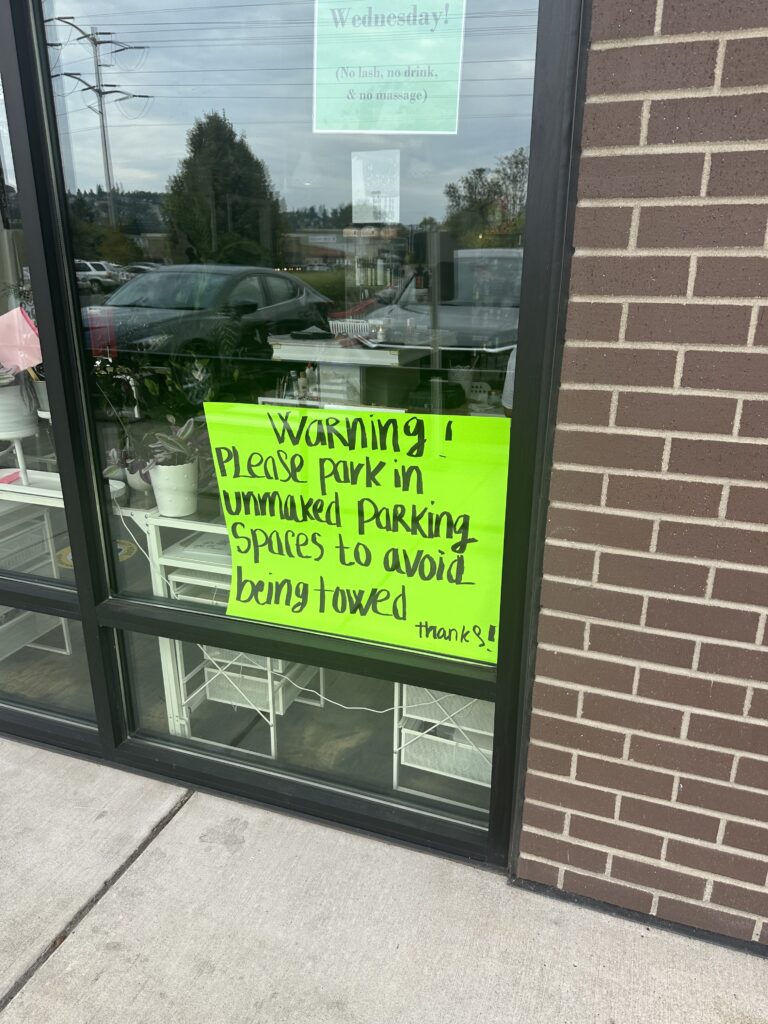 Wednesday!
(No lash, no drink,
& no massage)
Warning!
Please park in
unmaked parking
spaces to avoid
being towed
thanks!